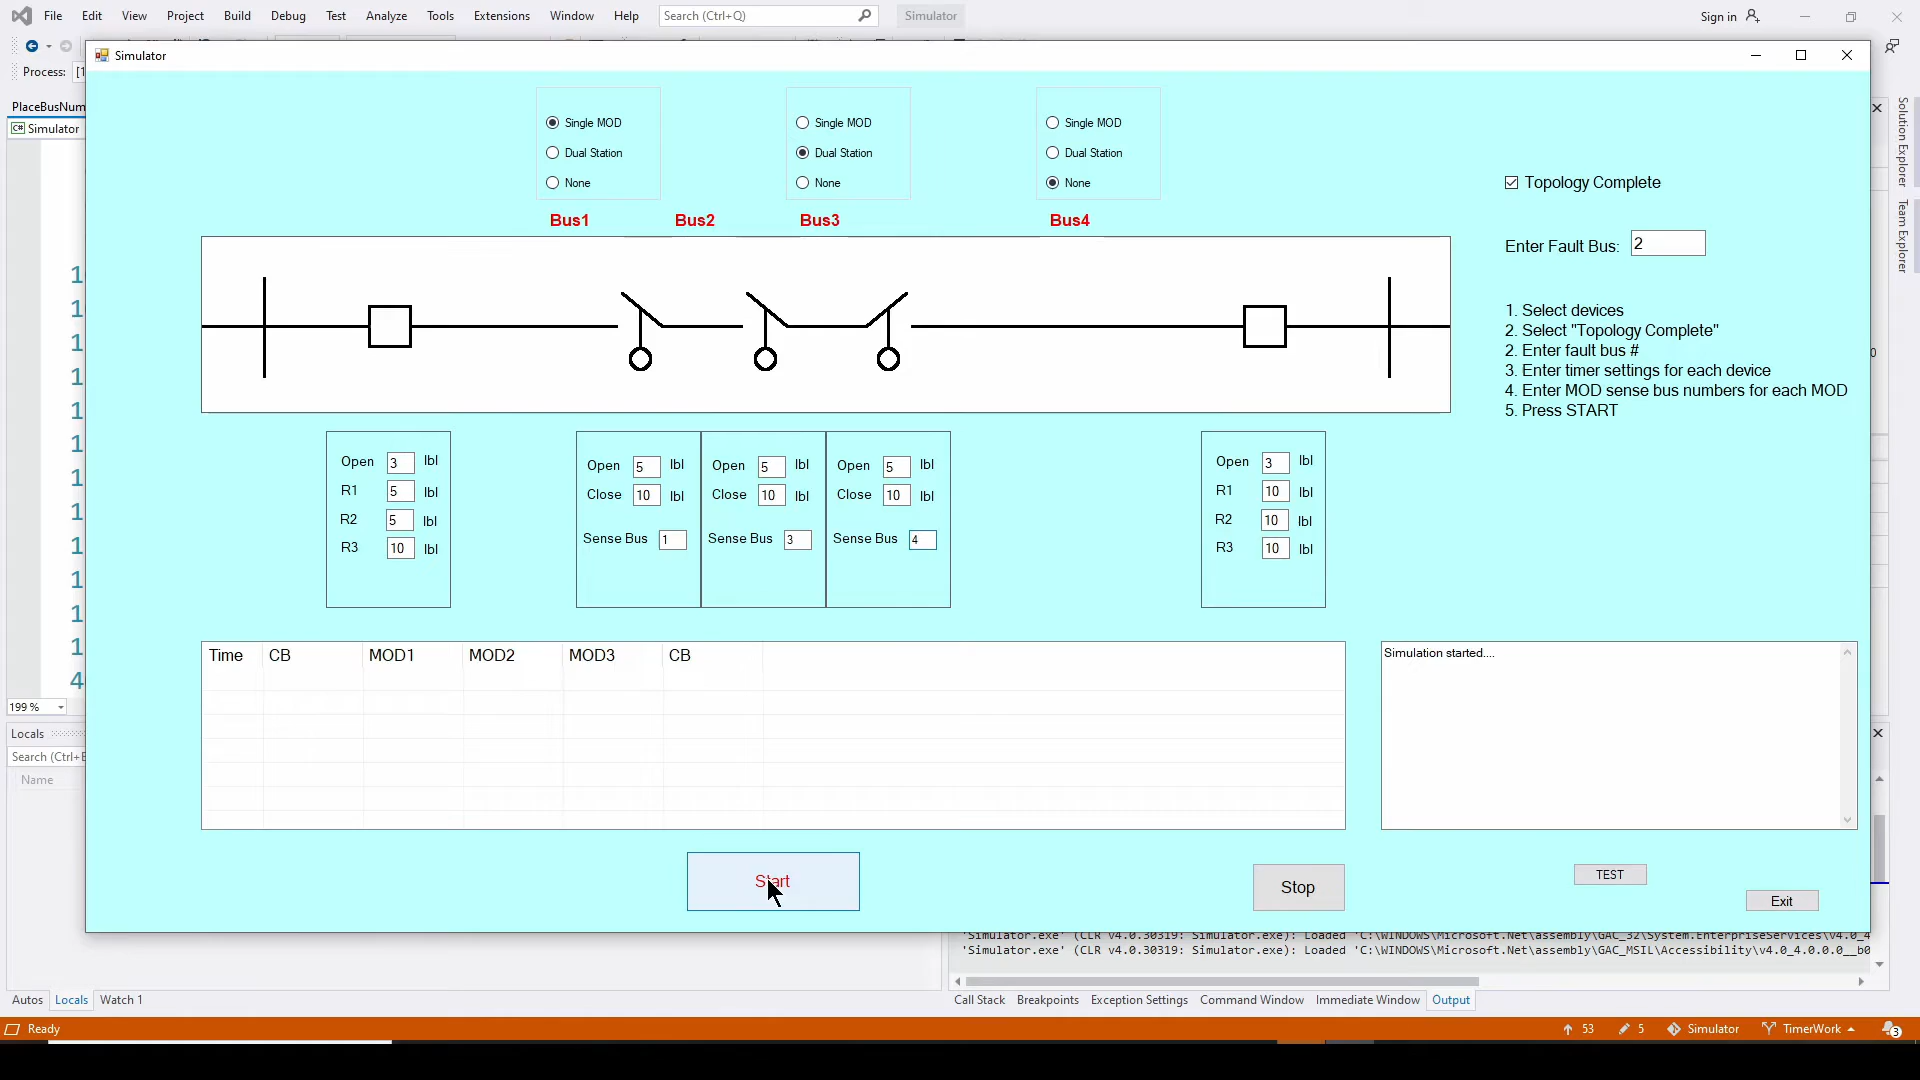 File Edit View Project Build Debug Test Analyze Tools Extensions Window Help Search (Ctrl+Q) Simulator Sign in
Process: [1
PlaceBusNum
C# Simulator
Simulator
Single MOD
Dual Station
None
Single MOD
Dual Station
None
Single MOD
Dual Station
None
Bus1 Bus2 Bus3 Bus4
Topology Complete
Enter Fault Bus: 2
1. Select devices
2. Select "Topology Complete"
2. Enter fault bus #
3. Enter timer settings for each device
4. Enter MOD sense bus numbers for each MOD
5. Press START
Open 3 lbl
R1 5 lbl
R2 5 lbl
R3 10 lbl
Open 5 lbl
Close 10 lbl
Sense Bus 1
Open 5 lbl
Close 10 lbl
Sense Bus 3
Open 5 lbl
Close 10 lbl
Sense Bus 4
Open 3 lbl
R1 10 lbl
R2 10 lbl
R3 10 lbl
Time CB MOD1 MOD2 MOD3 CB
Simulation started....
Start
Stop
TEST
Exit
Solution Explorer
Team Explorer
199 %
Locals
Search (Ctrl+E
Name
'Simulator.exe' (CLR v4.0.30319: Simulator.exe): Loaded 'C:\WINDOWS\Microsoft.Net\assembly\GAC_32\System.EnterpriseServices\v4.0_4
'Simulator.exe' (CLR v4.0.30319: Simulator.exe): Loaded 'C:\WINDOWS\Microsoft.Net\assembly\GAC_MSIL\Accessibility\v4.0_4.0.0.0__b0
Autos Locals Watch 1
Call Stack Breakpoints Exception Settings Command Window Immediate Window Output
Ready
53 5 Simulator TimerWork 3